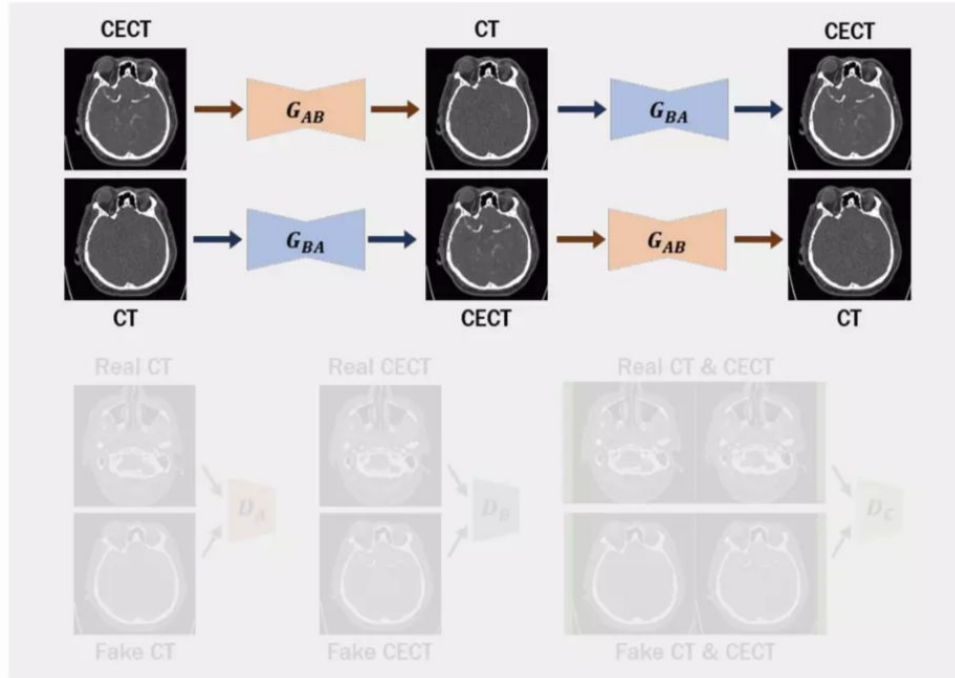 CECT CT CECT
G_AB G_BA
G_BA G_AB
CT CECT CT
Real CT Real CECT Real CT & CECT
D_A D_B D_C
Fake CT Fake CECT Fake CT & CECT